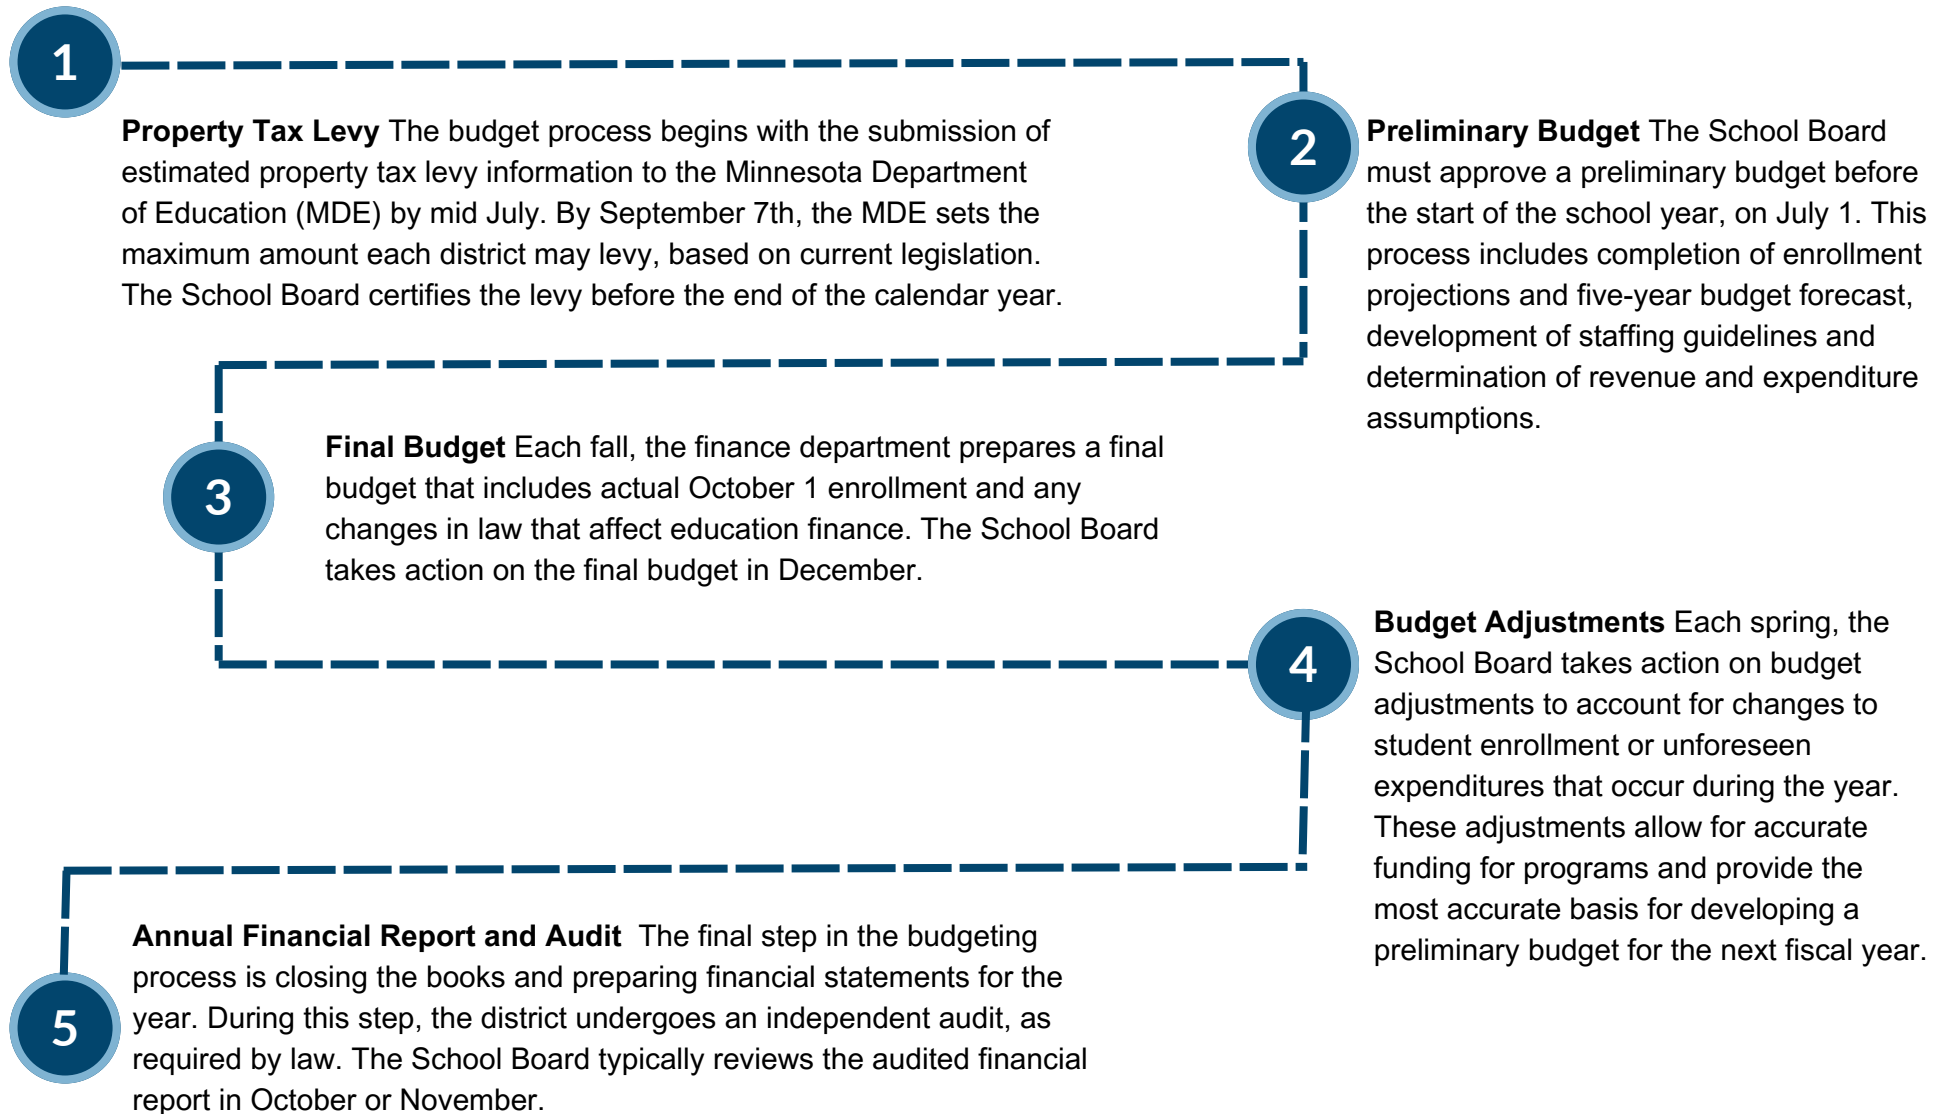 1
Property Tax Levy The budget process begins with the submission of
estimated property tax levy information to the Minnesota Department
of Education (MDE) by mid July. By September 7th, the MDE sets the
maximum amount each district may levy, based on current legislation.
The School Board certifies the levy before the end of the calendar year.
2
Preliminary Budget The School Board
must approve a preliminary budget before
the start of the school year, on July 1. This
process includes completion of enrollment
projections and five-year budget forecast,
development of staffing guidelines and
determination of revenue and expenditure
assumptions.
3
Final Budget Each fall, the finance department prepares a final
budget that includes actual October 1 enrollment and any
changes in law that affect education finance. The School Board
takes action on the final budget in December.
4
Budget Adjustments Each spring, the
School Board takes action on budget
adjustments to account for changes to
student enrollment or unforeseen
expenditures that occur during the year.
These adjustments allow for accurate
funding for programs and provide the
most accurate basis for developing a
preliminary budget for the next fiscal year.
5
Annual Financial Report and Audit  The final step in the budgeting
process is closing the books and preparing financial statements for the
year. During this step, the district undergoes an independent audit, as
required by law. The School Board typically reviews the audited financial
report in October or November.